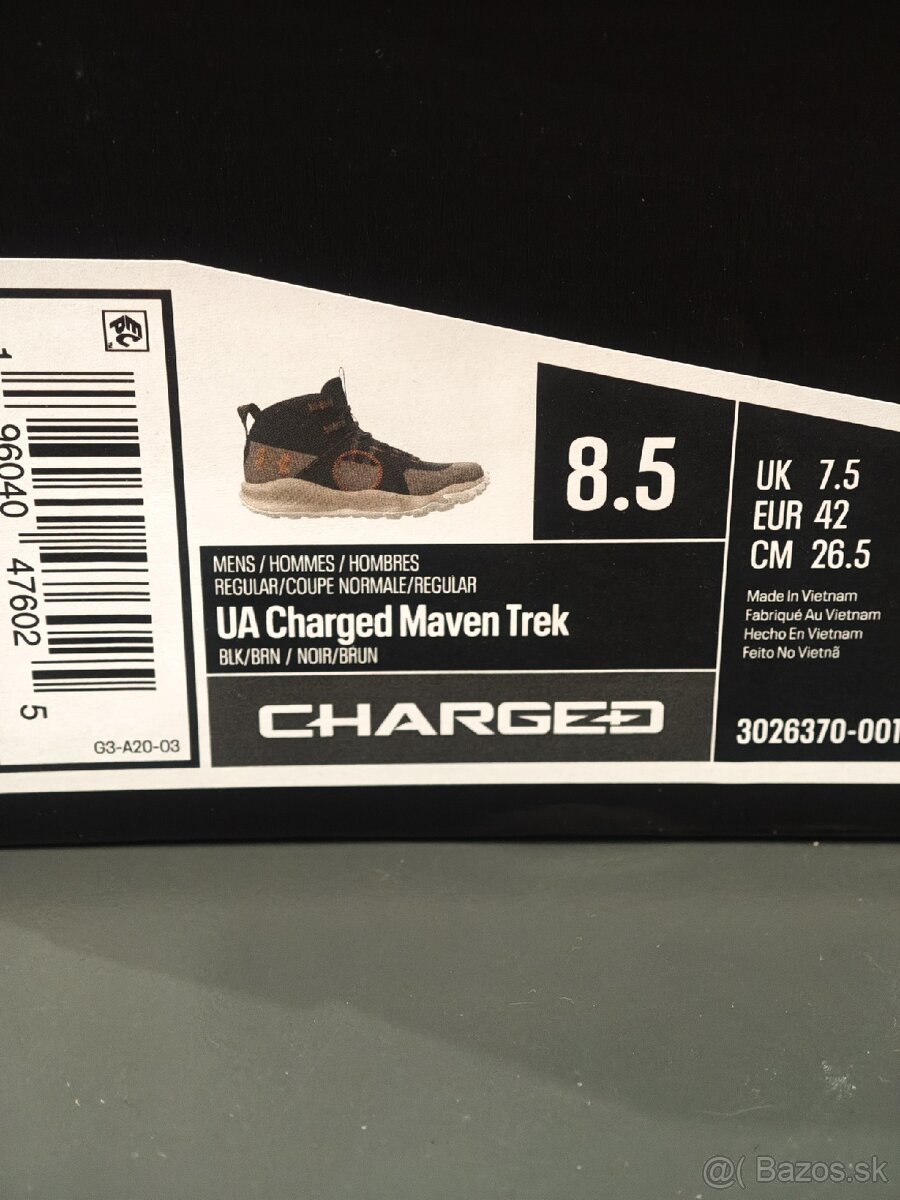 EPC
1 96040 47602 5
G3-A20-03
8.5
UK 7.5
EUR 42
CM 26.5
Made In Vietnam
Fabriqué Au Vietnam
Hecho En Vietnam
Feito No Vietnã
3026370-001
MENS / HOMMES / HOMBRES
REGULAR/COUPE NORMALE/REGULAR
UA Charged Maven Trek
BLK/BRN / NOIR/BRUN
CHARGED
@( Bazos.sk